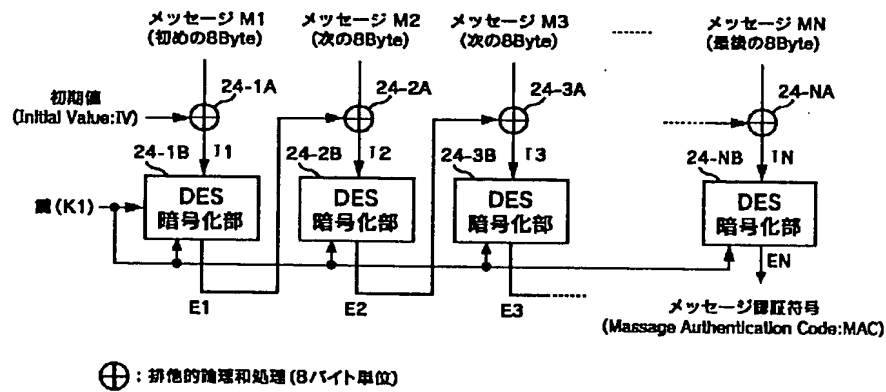 メッセージ M1
(初めの8Byte)
メッセージ M2
(次の8Byte)
メッセージ M3
(次の8Byte)
メッセージ MN
(最後の8Byte)
初期値
(Initial Value:IV)
24-1A
24-2A
24-3A
24-NA
24-1B
I1
24-2B
I2
24-3B
I3
24-NB
IN
鍵(K1)
DES
暗号化部
DES
暗号化部
DES
暗号化部
DES
暗号化部
E1
E2
E3
EN
メッセージ認証符号
(Massage Authentication Code:MAC)
⊕:排他的論理和処理(8バイト単位)